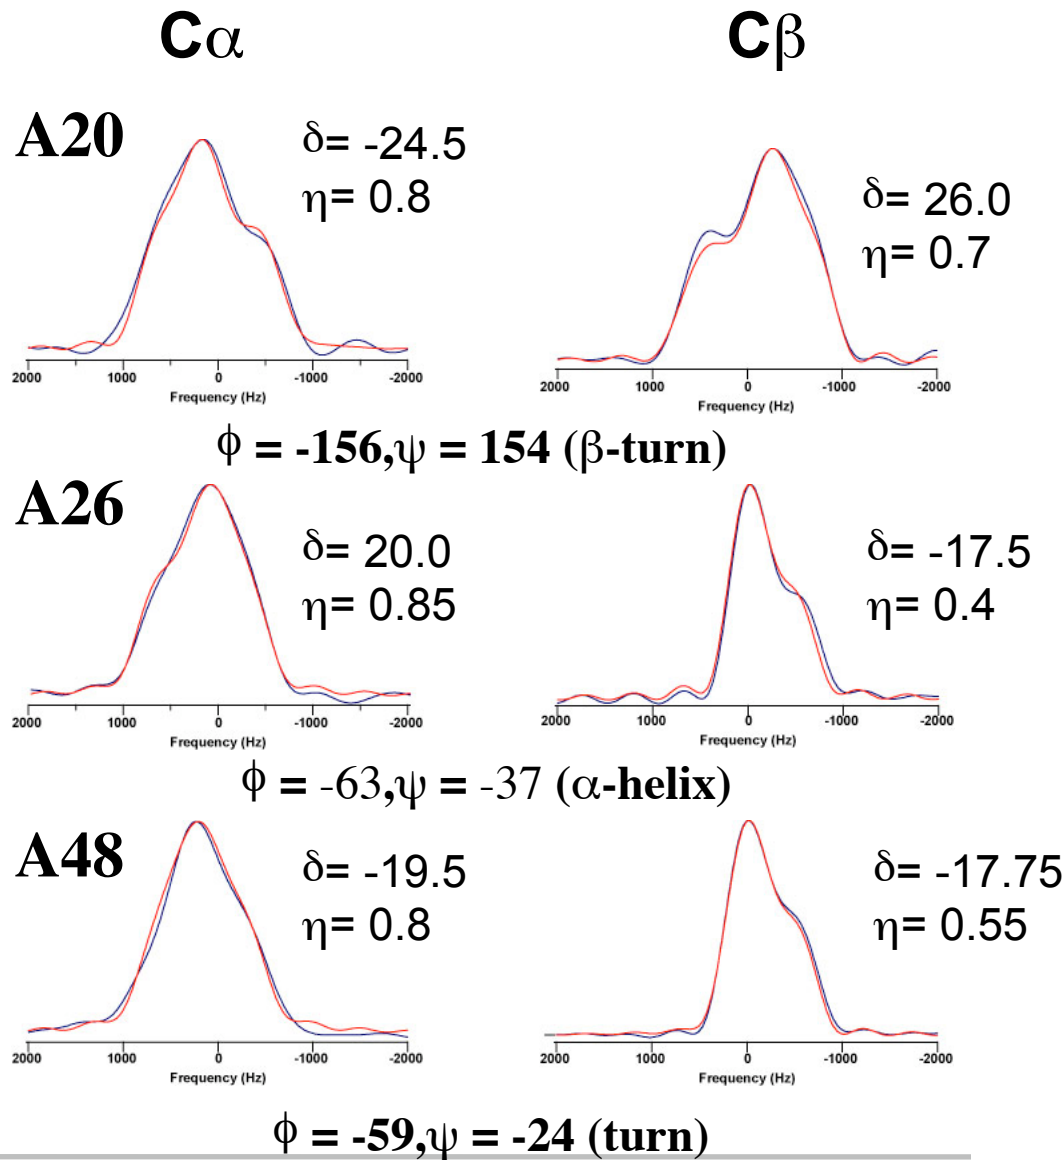 Cα Cβ
A20
δ= -24.5
η= 0.8
δ= 26.0
η= 0.7
2000 1000 0 -1000 -2000
Frequency (Hz)
2000 1000 0 -1000 -2000
Frequency (Hz)
ϕ = -156,ψ = 154 (β-turn)
A26
δ= 20.0
η= 0.85
δ= -17.5
η= 0.4
2000 1000 0 -1000 -2000
Frequency (Hz)
2000 1000 0 -1000 -2000
Frequency (Hz)
ϕ = -63,ψ = -37 (α-helix)
A48
δ= -19.5
η= 0.8
δ= -17.75
η= 0.55
2000 1000 0 -1000 -2000
Frequency (Hz)
2000 1000 0 -1000 -2000
Frequency (Hz)
ϕ = -59,ψ = -24 (turn)